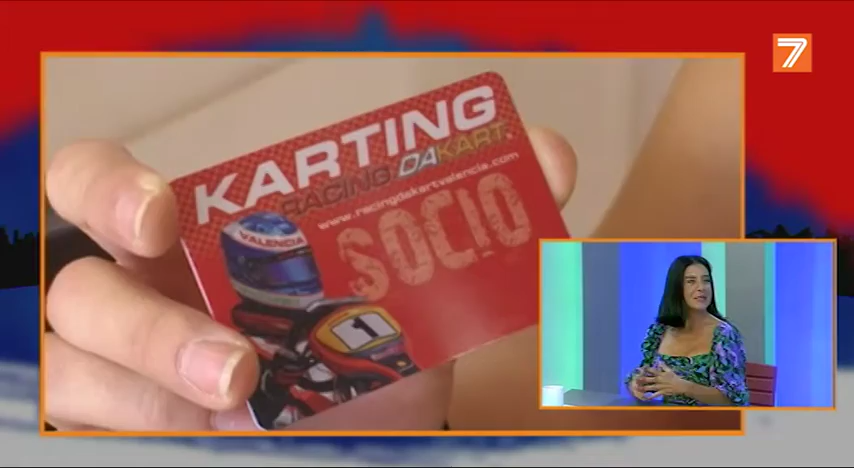 7
KARTING
RACING DAKART
www.racingdakartvalencia.com
SOCIO
VALENCIA
1